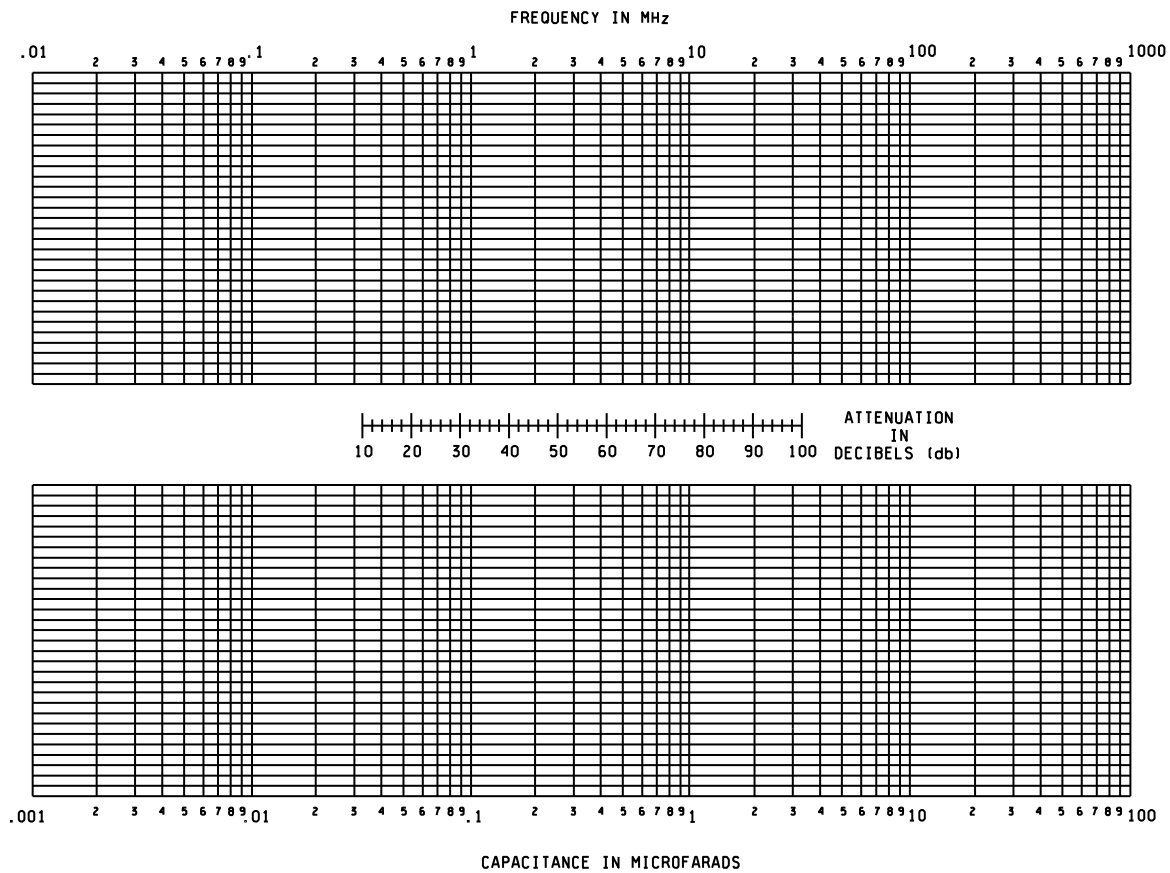 FREQUENCY IN MHz
.01 2 3 4 5 6 7 8 9 .1 2 3 4 5 6 7 8 9 1 2 3 4 5 6 7 8 9 10 2 3 4 5 6 7 8 9 100 2 3 4 5 6 7 8 9 1000
ATTENUATION
IN
10 20 30 40 50 60 70 80 90 100 DECIBELS (db)
.001 2 3 4 5 6 7 8 9 .01 2 3 4 5 6 7 8 9 .1 2 3 4 5 6 7 8 9 1 2 3 4 5 6 7 8 9 10 2 3 4 5 6 7 8 9 100
CAPACITANCE IN MICROFARADS